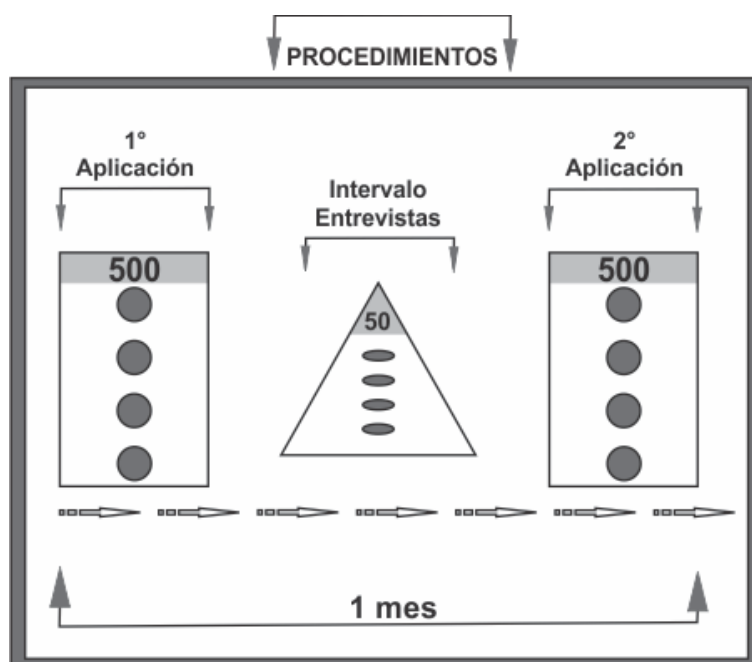 PROCEDIMIENTOS
1°
Aplicación
Intervalo
Entrevistas
2°
Aplicación
500
50
500
1 mes